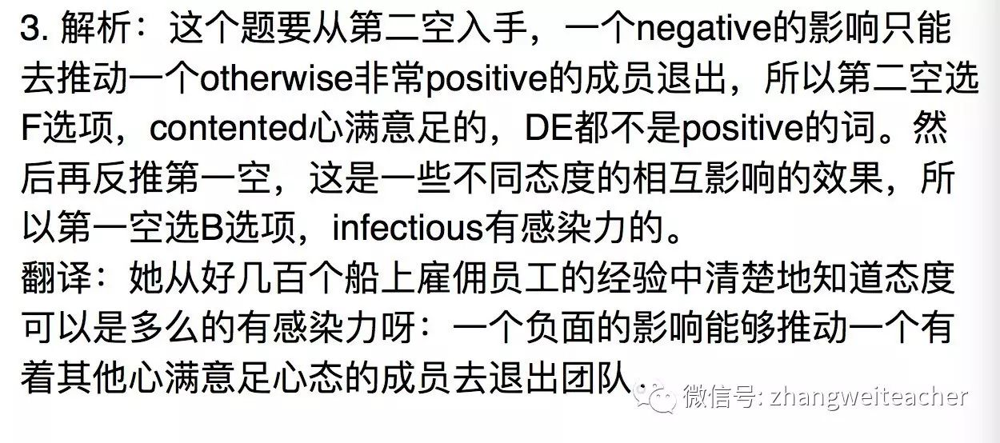 3. 解析：这个题要从第二空入手，一个negative的影响只能
去推动一个otherwise非常positive的成员退出，所以第二空选
F选项，contented心满意足的，DE都不是positive的词。然
后再反推第一空，这是一些不同态度的相互影响的效果，所
以第一空选B选项，infectious有感染力的。
翻译：她从好几百个船上雇佣员工的经验中清楚地知道态度
可以是多么的有感染力呀：一个负面的影响能够推动一个有
着其他心满意足心态的成员去退出团队.
微信号: zhangweiteacher